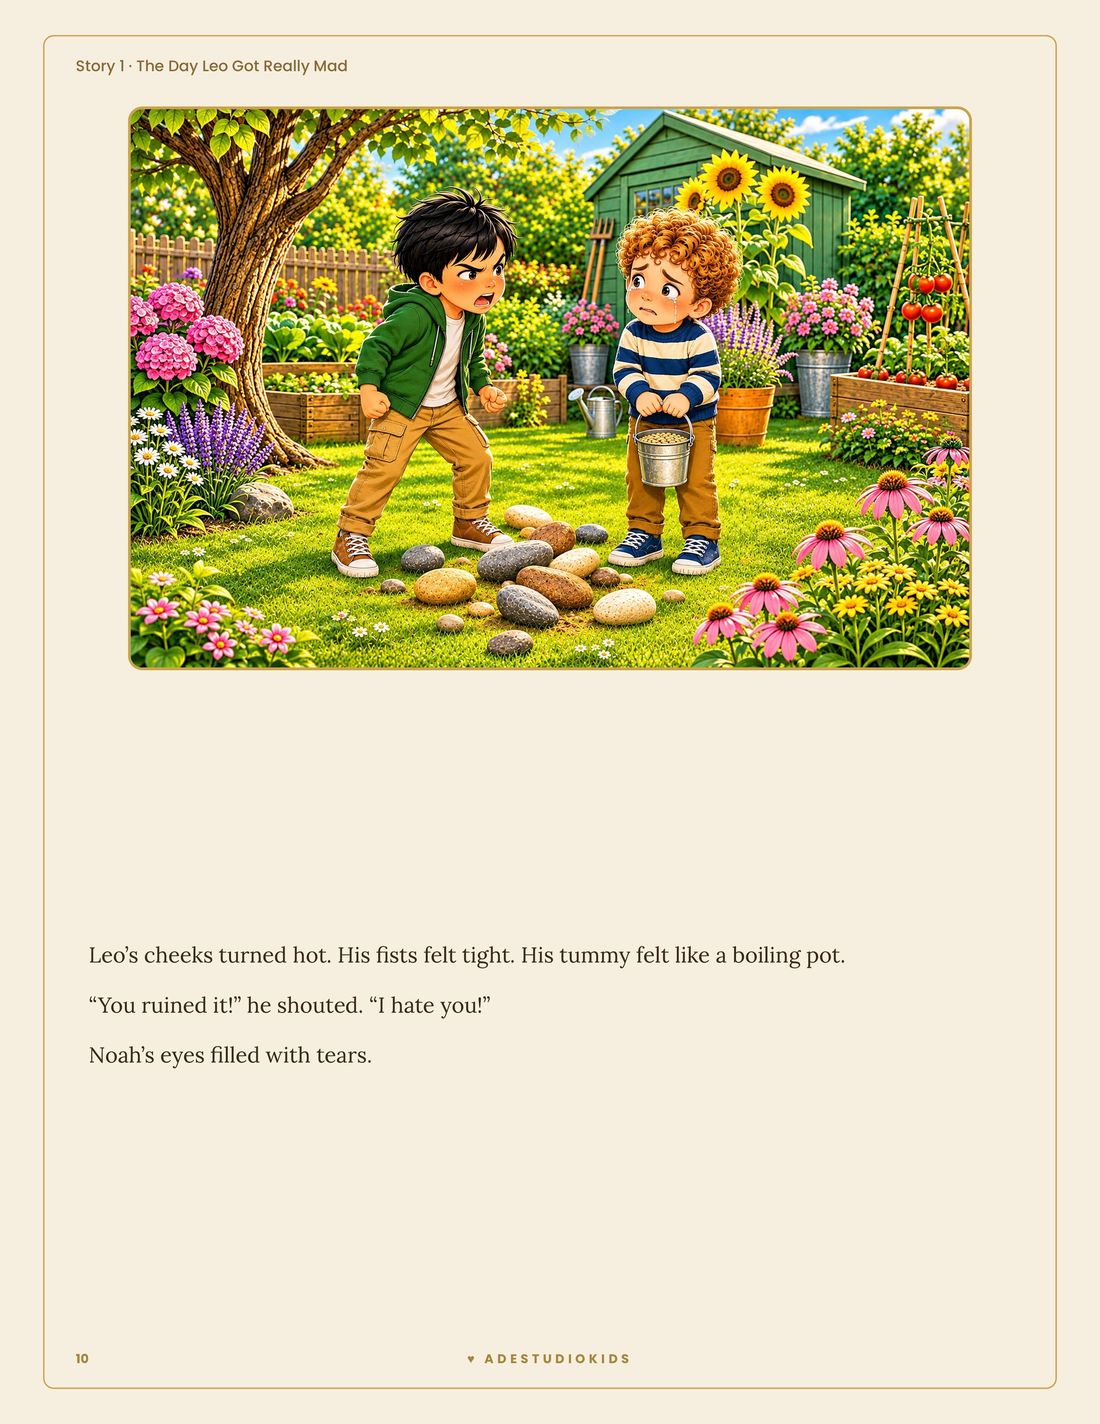 Story 1 · The Day Leo Got Really Mad
Leo’s cheeks turned hot. His fists felt tight. His tummy felt like a boiling pot.
“You ruined it!” he shouted. “I hate you!”
Noah’s eyes filled with tears.
10
♥ ADESTUDIOKIDS